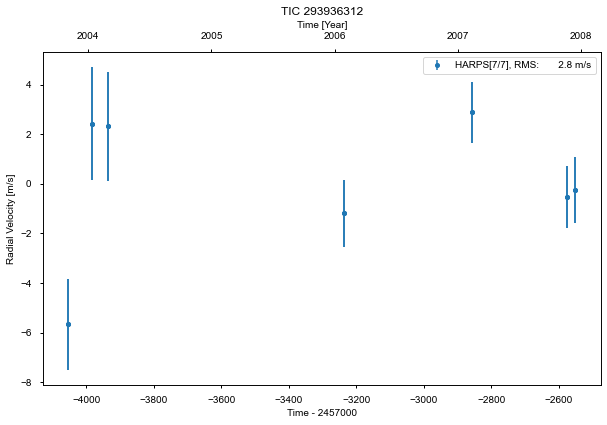 TIC 293936312
Time [Year]
2004 2005 2006 2007 2008
HARPS[7/7], RMS: 2.8 m/s
Radial Velocity [m/s]
4
2
0
−2
−4
−6
−8
−4000 −3800 −3600 −3400 −3200 −3000 −2800 −2600
Time - 2457000